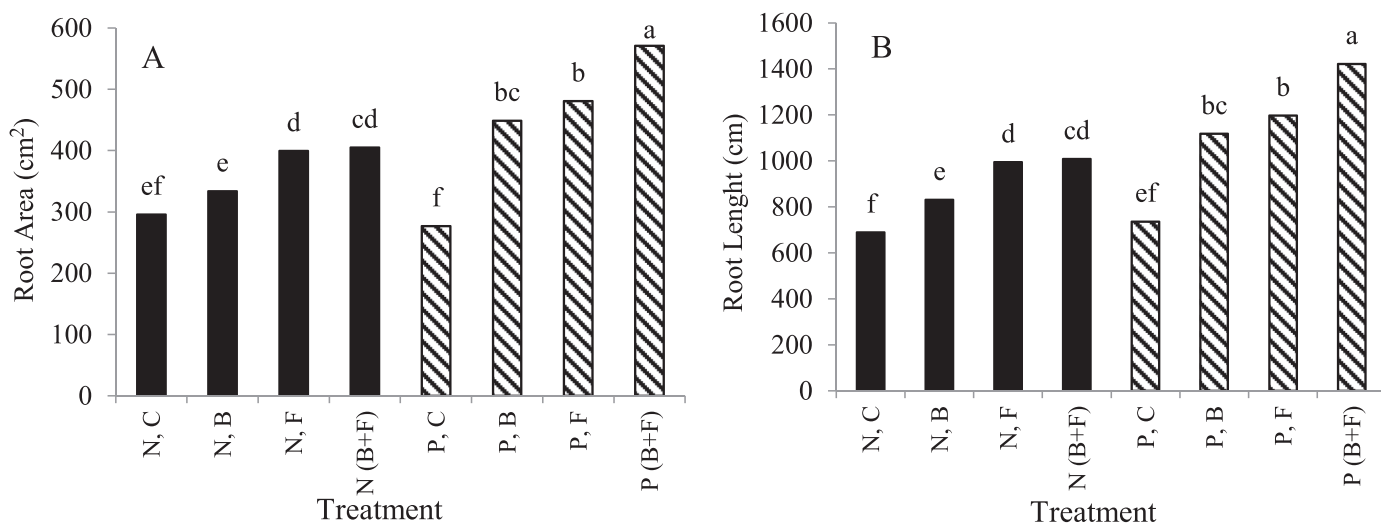 A
Root Area (cm²)
600
500
400
300
200
100
0
ef
e
d
cd
f
bc
b
a
N, C
N, B
N, F
N (B+F)
P, C
P, B
P, F
P (B+F)
Treatment
B
Root Lenght (cm)
1600
1400
1200
1000
800
600
400
200
0
f
e
d
cd
ef
bc
b
a
N, C
N, B
N, F
N (B+F)
P, C
P, B
P, F
P (B+F)
Treatment